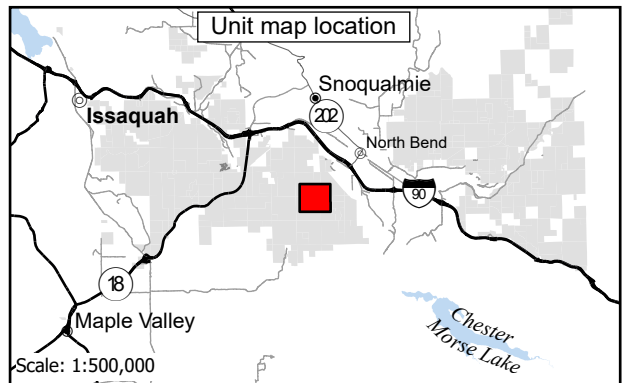 Unit map location
Snoqualmie
202
Issaquah
North Bend
90
18
Maple Valley
Chester
Morse Lake
Scale: 1:500,000